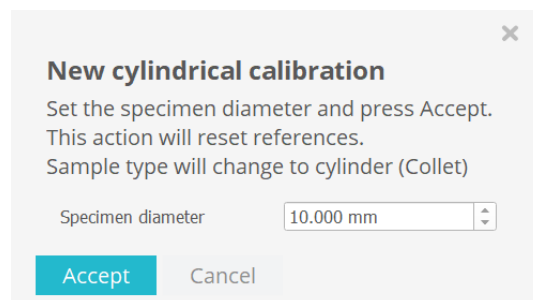 New cylindrical calibration
Set the specimen diameter and press Accept.
This action will reset references.
Sample type will change to cylinder (Collet)
Specimen diameter 10.000 mm
Accept Cancel